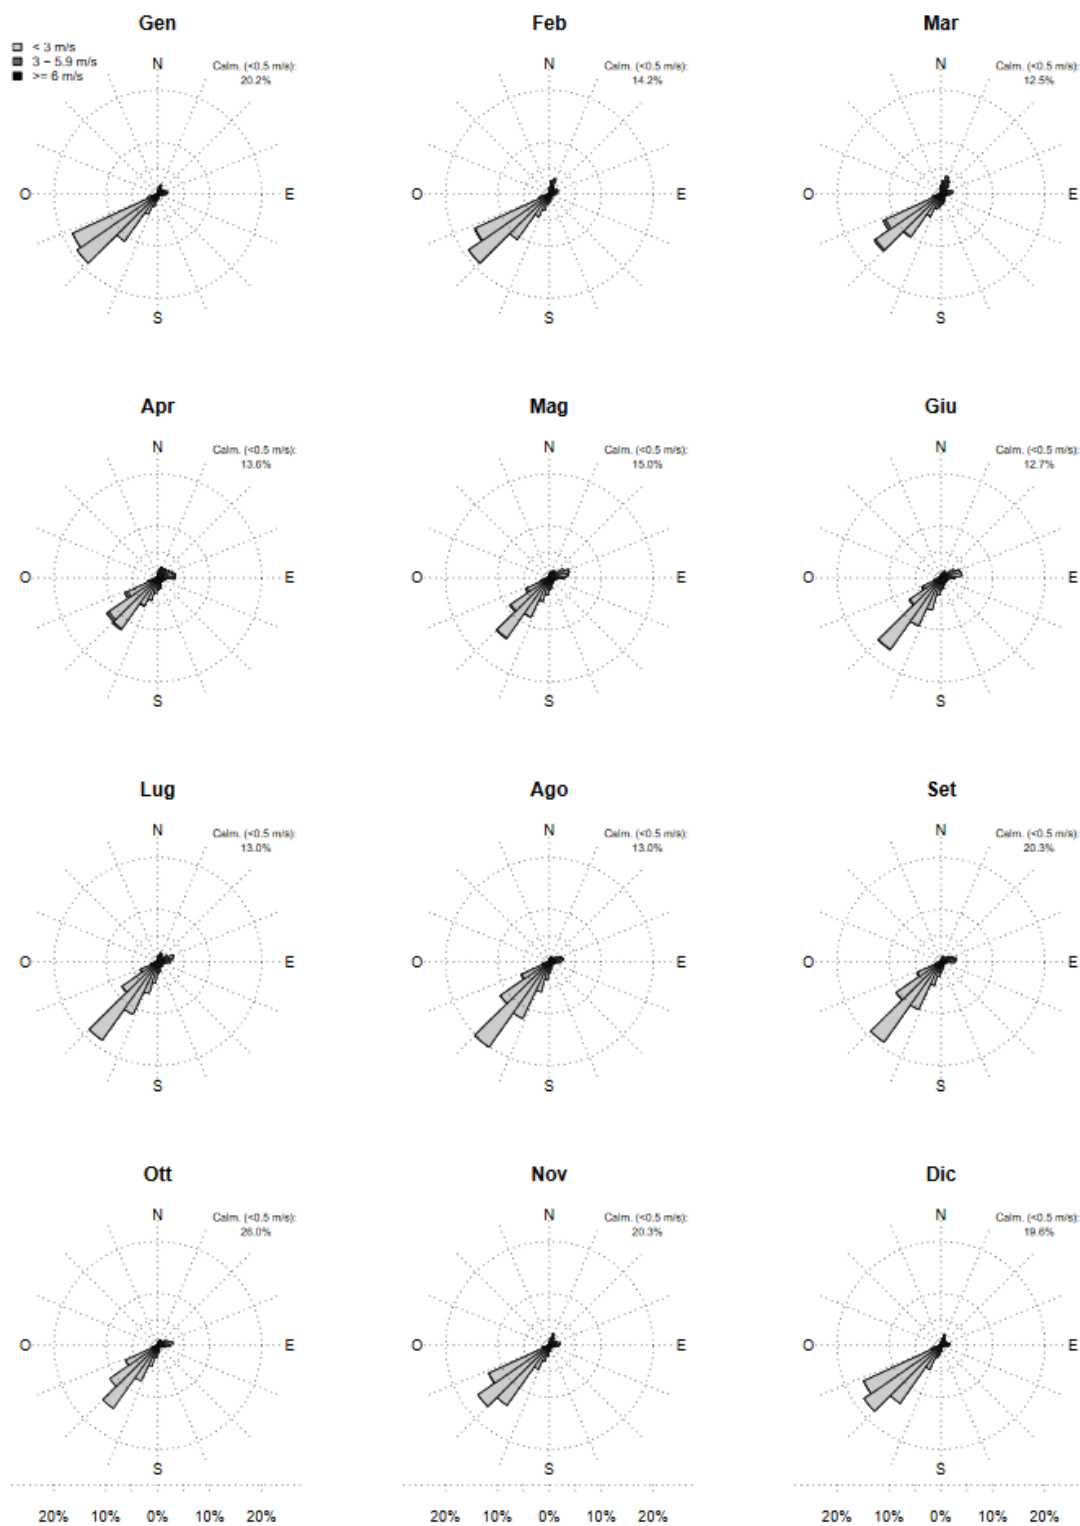 Gen
Feb
Mar
< 3 m/s
3 – 5.9 m/s
>= 6 m/s
N
Calm. (<0.5 m/s):
20.2%
O
E
S
N
Calm. (<0.5 m/s):
14.2%
O
E
S
N
Calm. (<0.5 m/s):
12.5%
O
E
S
Apr
Mag
Giu
N
Calm. (<0.5 m/s):
13.6%
O
E
S
N
Calm. (<0.5 m/s):
15.0%
O
E
S
N
Calm. (<0.5 m/s):
12.7%
O
E
S
Lug
Ago
Set
N
Calm. (<0.5 m/s):
13.0%
O
E
S
N
Calm. (<0.5 m/s):
13.0%
O
E
S
N
Calm. (<0.5 m/s):
20.3%
O
E
S
Ott
Nov
Dic
N
Calm. (<0.5 m/s):
26.0%
O
E
S
N
Calm. (<0.5 m/s):
20.3%
O
E
S
N
Calm. (<0.5 m/s):
19.6%
O
E
S
20% 10% 0% 10% 20%
20% 10% 0% 10% 20%
20% 10% 0% 10% 20%